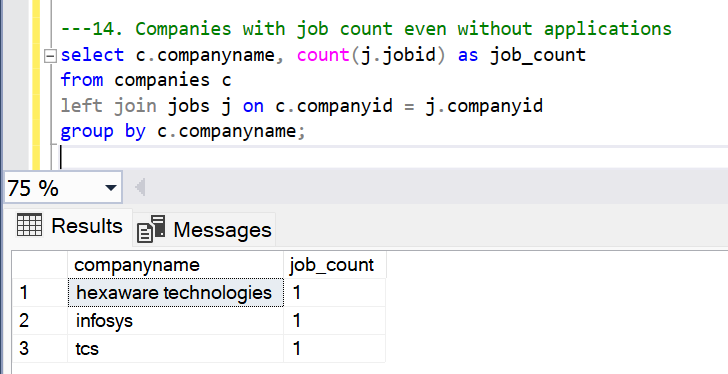 ---14. Companies with job count even without applications
select c.companyname, count(j.jobid) as job_count
from companies c
left join jobs j on c.companyid = j.companyid
group by c.companyname;
75 %
Results Messages
companyname job_count
1 hexaware technologies 1
2 infosys 1
3 tcs 1